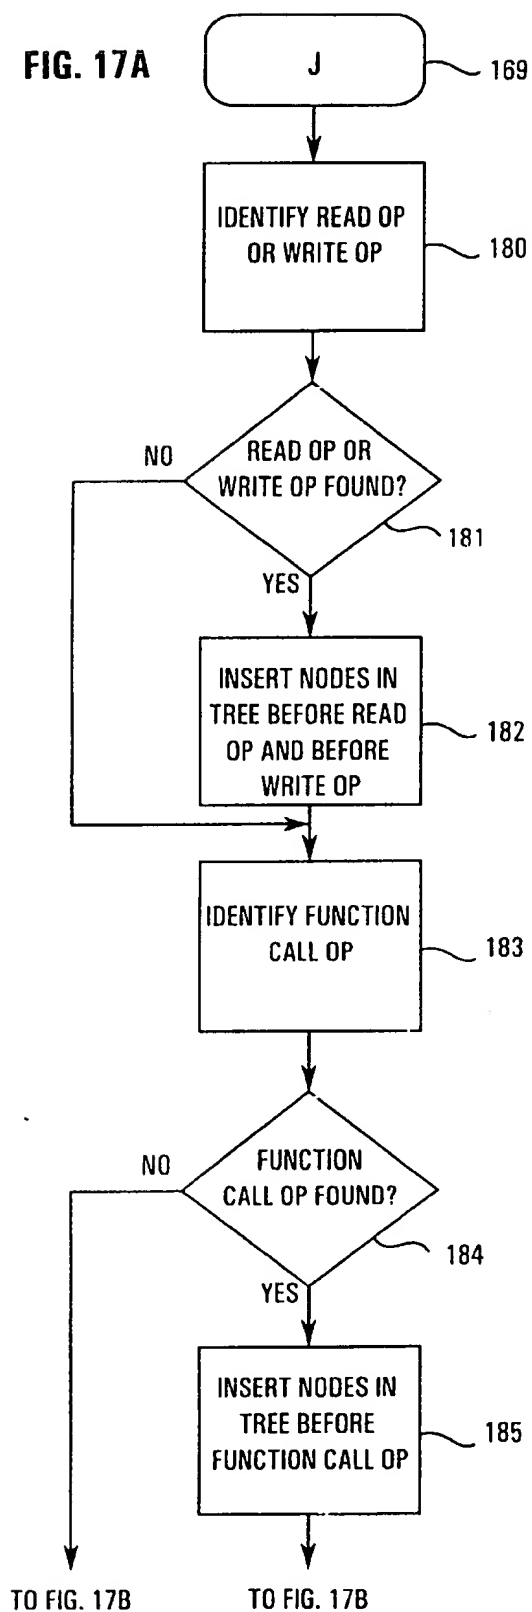 FIG. 17A
J
169
IDENTIFY READ OP
OR WRITE OP
180
NO
READ OP OR
WRITE OP FOUND?
181
YES
INSERT NODES IN
TREE BEFORE READ
OP AND BEFORE
WRITE OP
182
IDENTIFY FUNCTION
CALL OP
183
NO
FUNCTION
CALL OP FOUND?
184
YES
INSERT NODES IN
TREE BEFORE
FUNCTION CALL OP
185
TO FIG. 17B
TO FIG. 17B